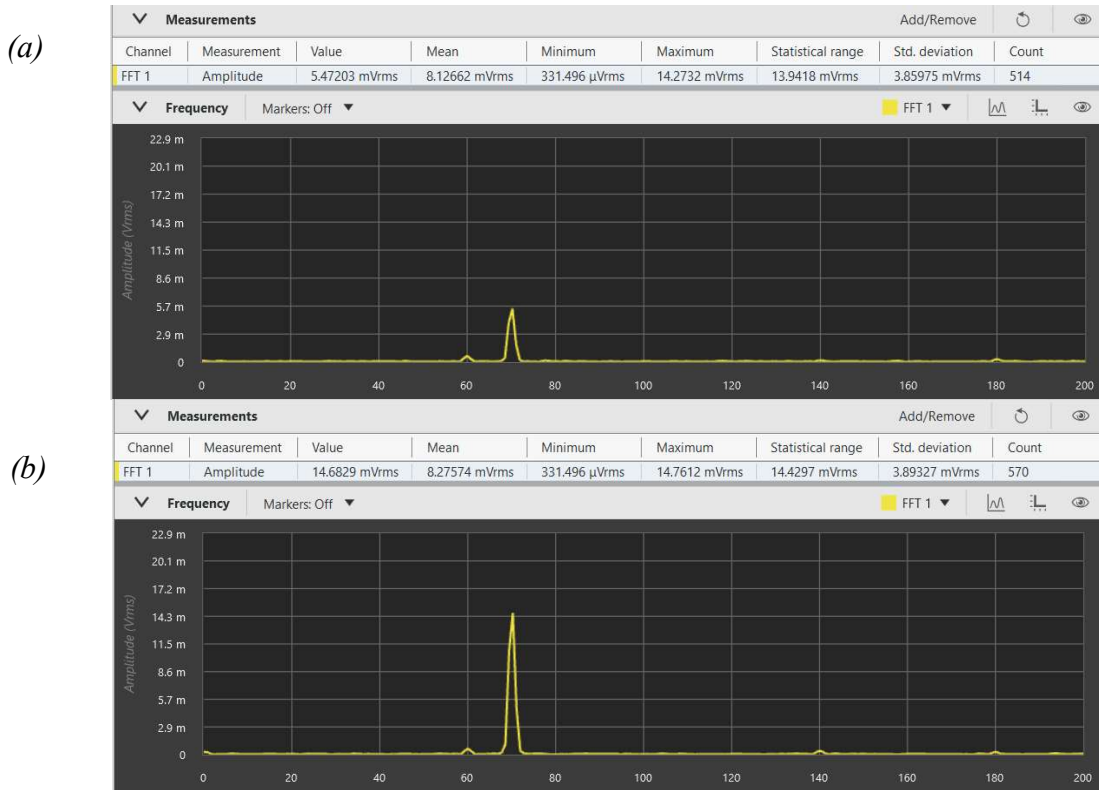 (a)
Measurements Add/Remove
Channel Measurement Value Mean Minimum Maximum Statistical range Std. deviation Count
FFT 1 Amplitude 5.47203 mVrms 8.12662 mVrms 331.496 µVrms 14.2732 mVrms 13.9418 mVrms 3.85975 mVrms 514
Frequency Markers: Off FFT 1
Amplitude (Vrms)
22.9 m
20.1 m
17.2 m
14.3 m
11.5 m
8.6 m
5.7 m
2.9 m
0
0 20 40 60 80 100 120 140 160 180 200
(b)
Measurements Add/Remove
Channel Measurement Value Mean Minimum Maximum Statistical range Std. deviation Count
FFT 1 Amplitude 14.6829 mVrms 8.27574 mVrms 331.496 µVrms 14.7612 mVrms 14.4297 mVrms 3.89327 mVrms 570
Frequency Markers: Off FFT 1
Amplitude (Vrms)
22.9 m
20.1 m
17.2 m
14.3 m
11.5 m
8.6 m
5.7 m
2.9 m
0
0 20 40 60 80 100 120 140 160 180 200